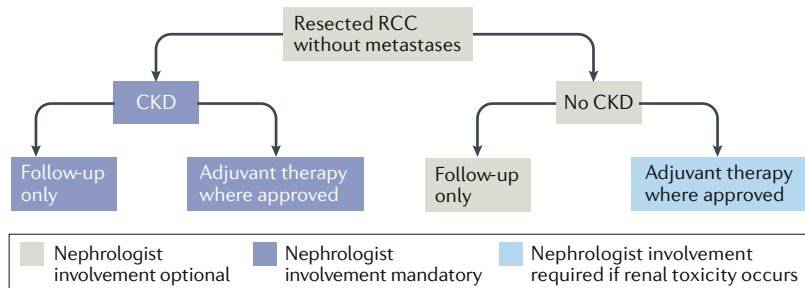 Resected RCC
without metastases
CKD
No CKD
Follow-up
only
Adjuvant therapy
where approved
Follow-up
only
Adjuvant therapy
where approved
Nephrologist
involvement optional
Nephrologist
involvement mandatory
Nephrologist involvement
required if renal toxicity occurs